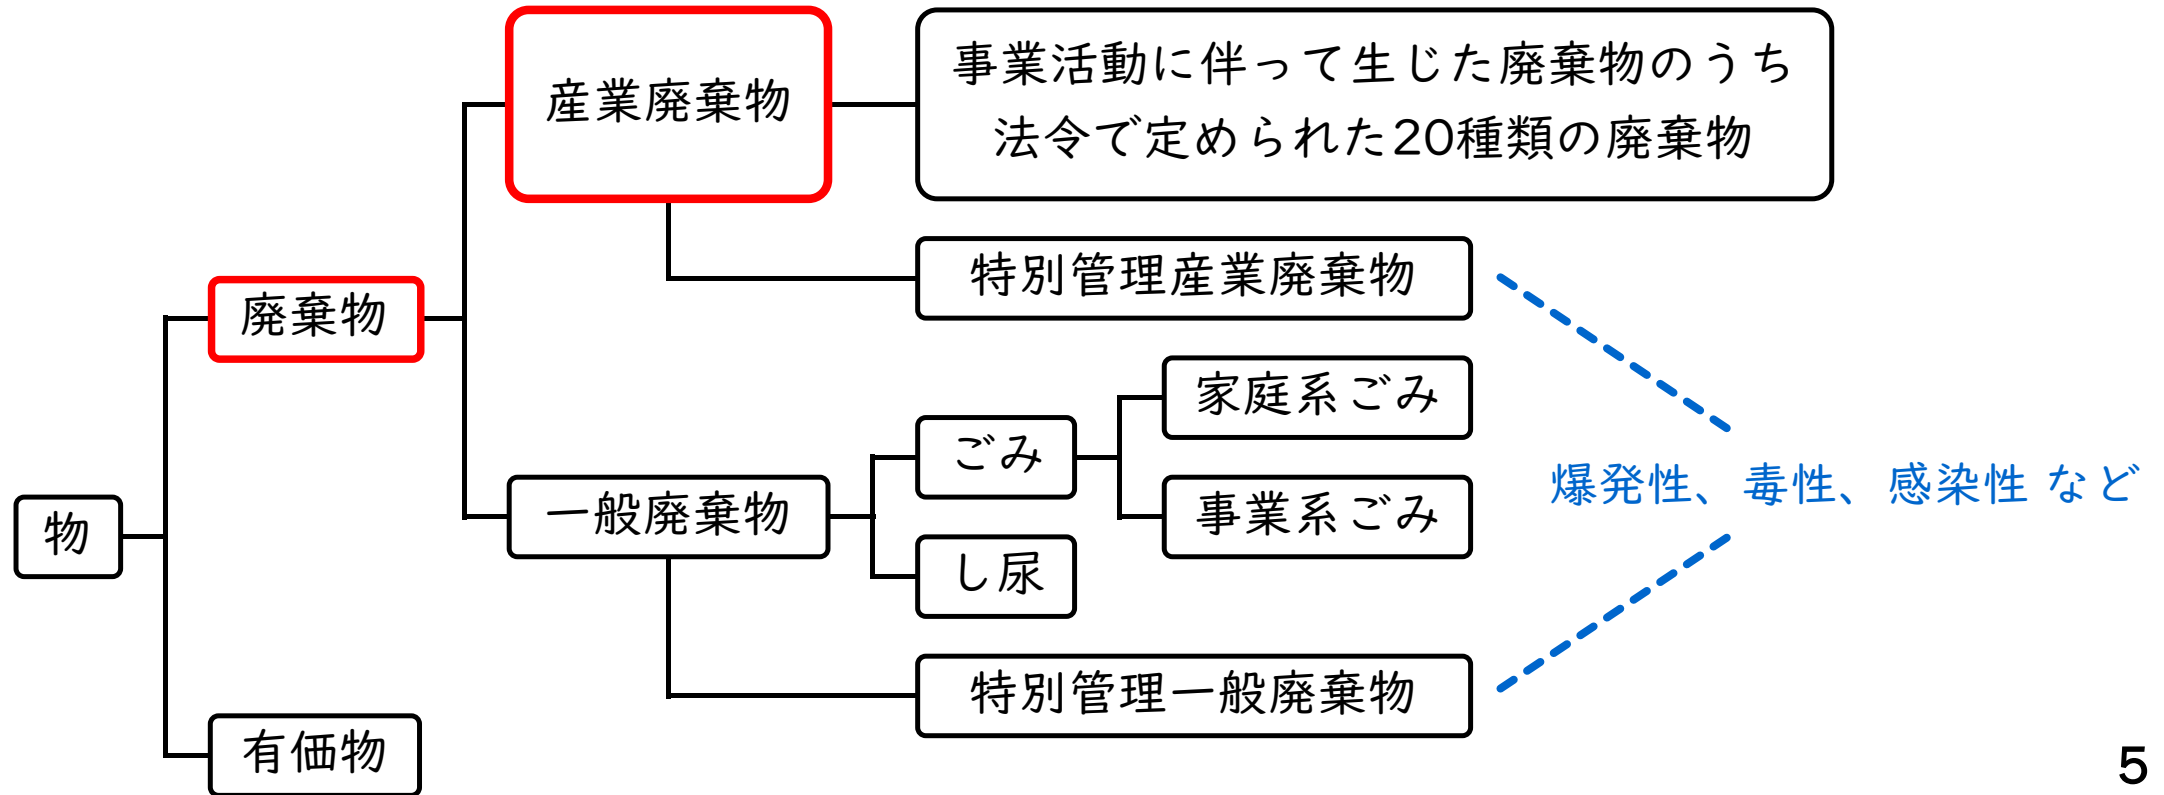 産業廃棄物
事業活動に伴って生じた廃棄物のうち
法令で定められた20種類の廃棄物
特別管理産業廃棄物
廃棄物
家庭系ごみ
ごみ
一般廃棄物
事業系ごみ
爆発性、毒性、感染性 など
物
し尿
特別管理一般廃棄物
有価物
5